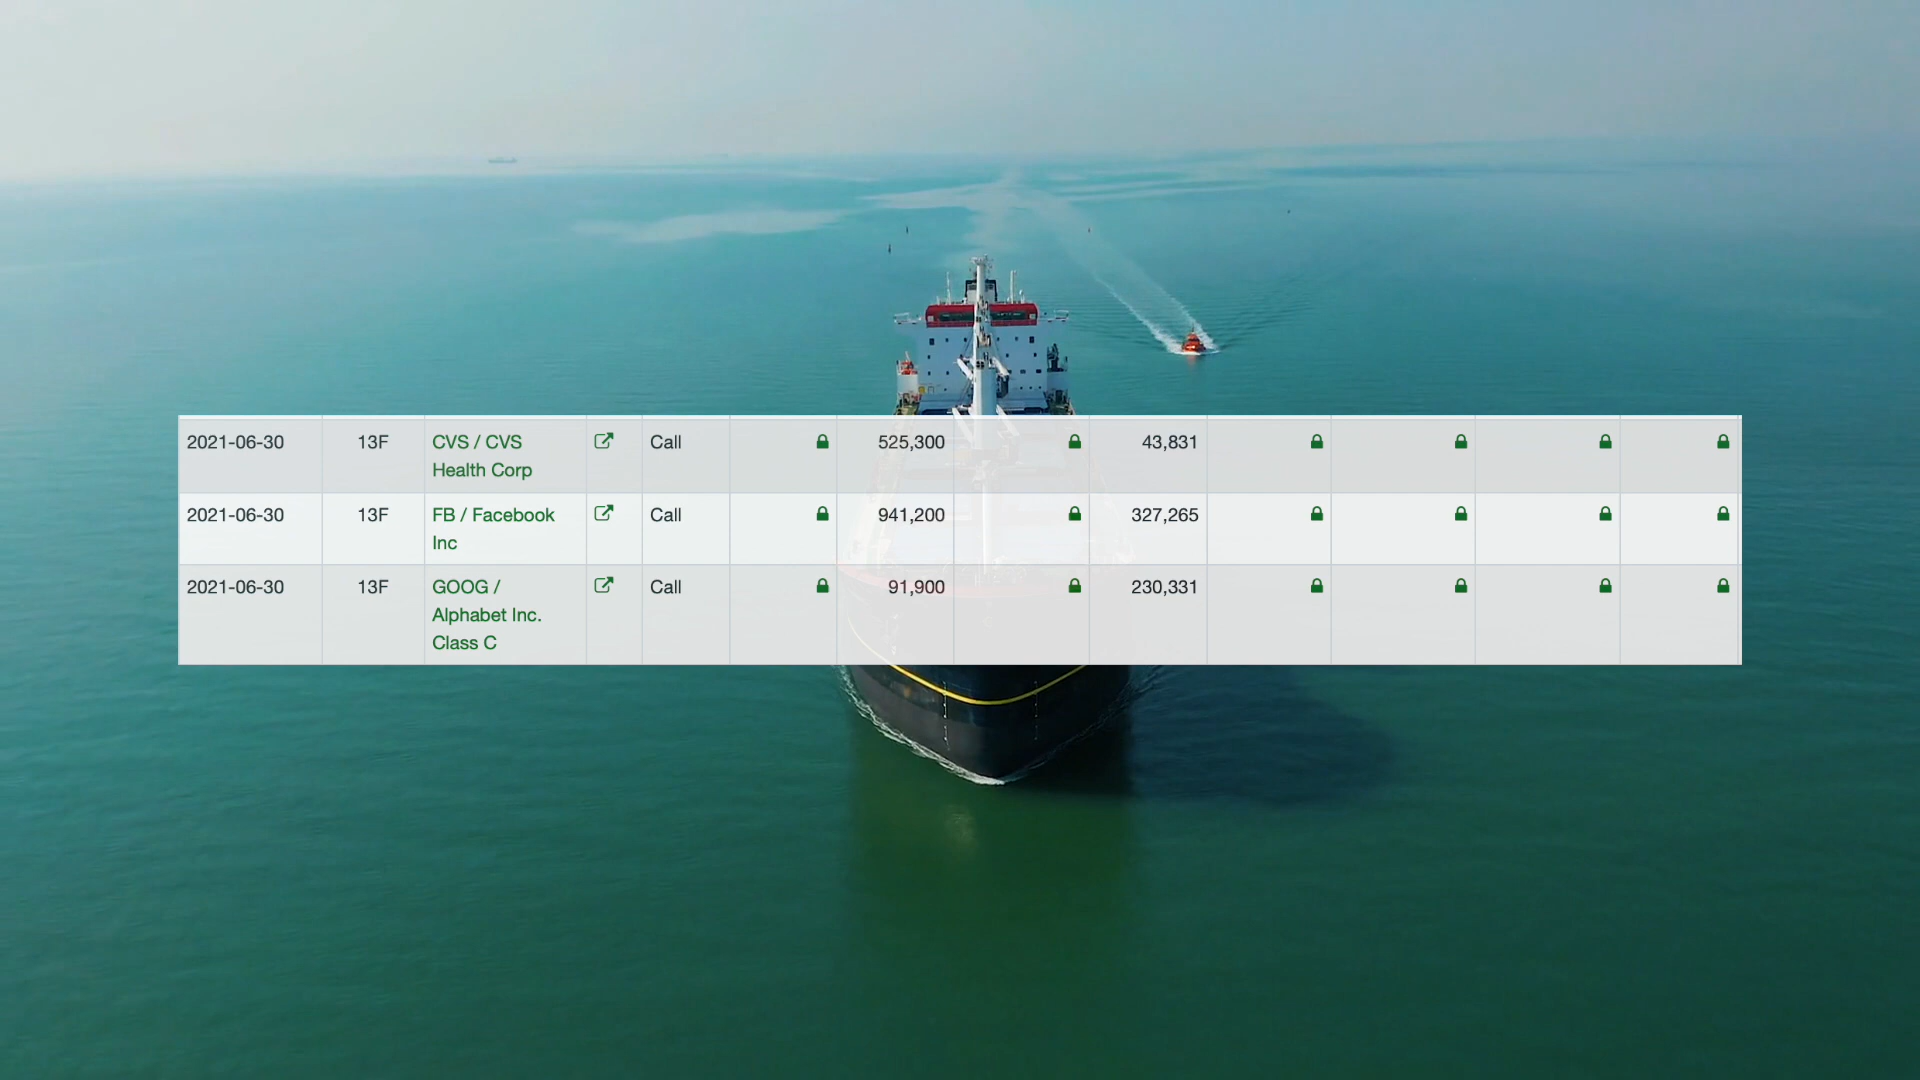 2021-06-30 13F CVS / CVS Call 525,300 43,831
Health Corp
2021-06-30 13F FB / Facebook Call 941,200 327,265
Inc
2021-06-30 13F GOOG / Call 91,900 230,331
Alphabet Inc.
Class C